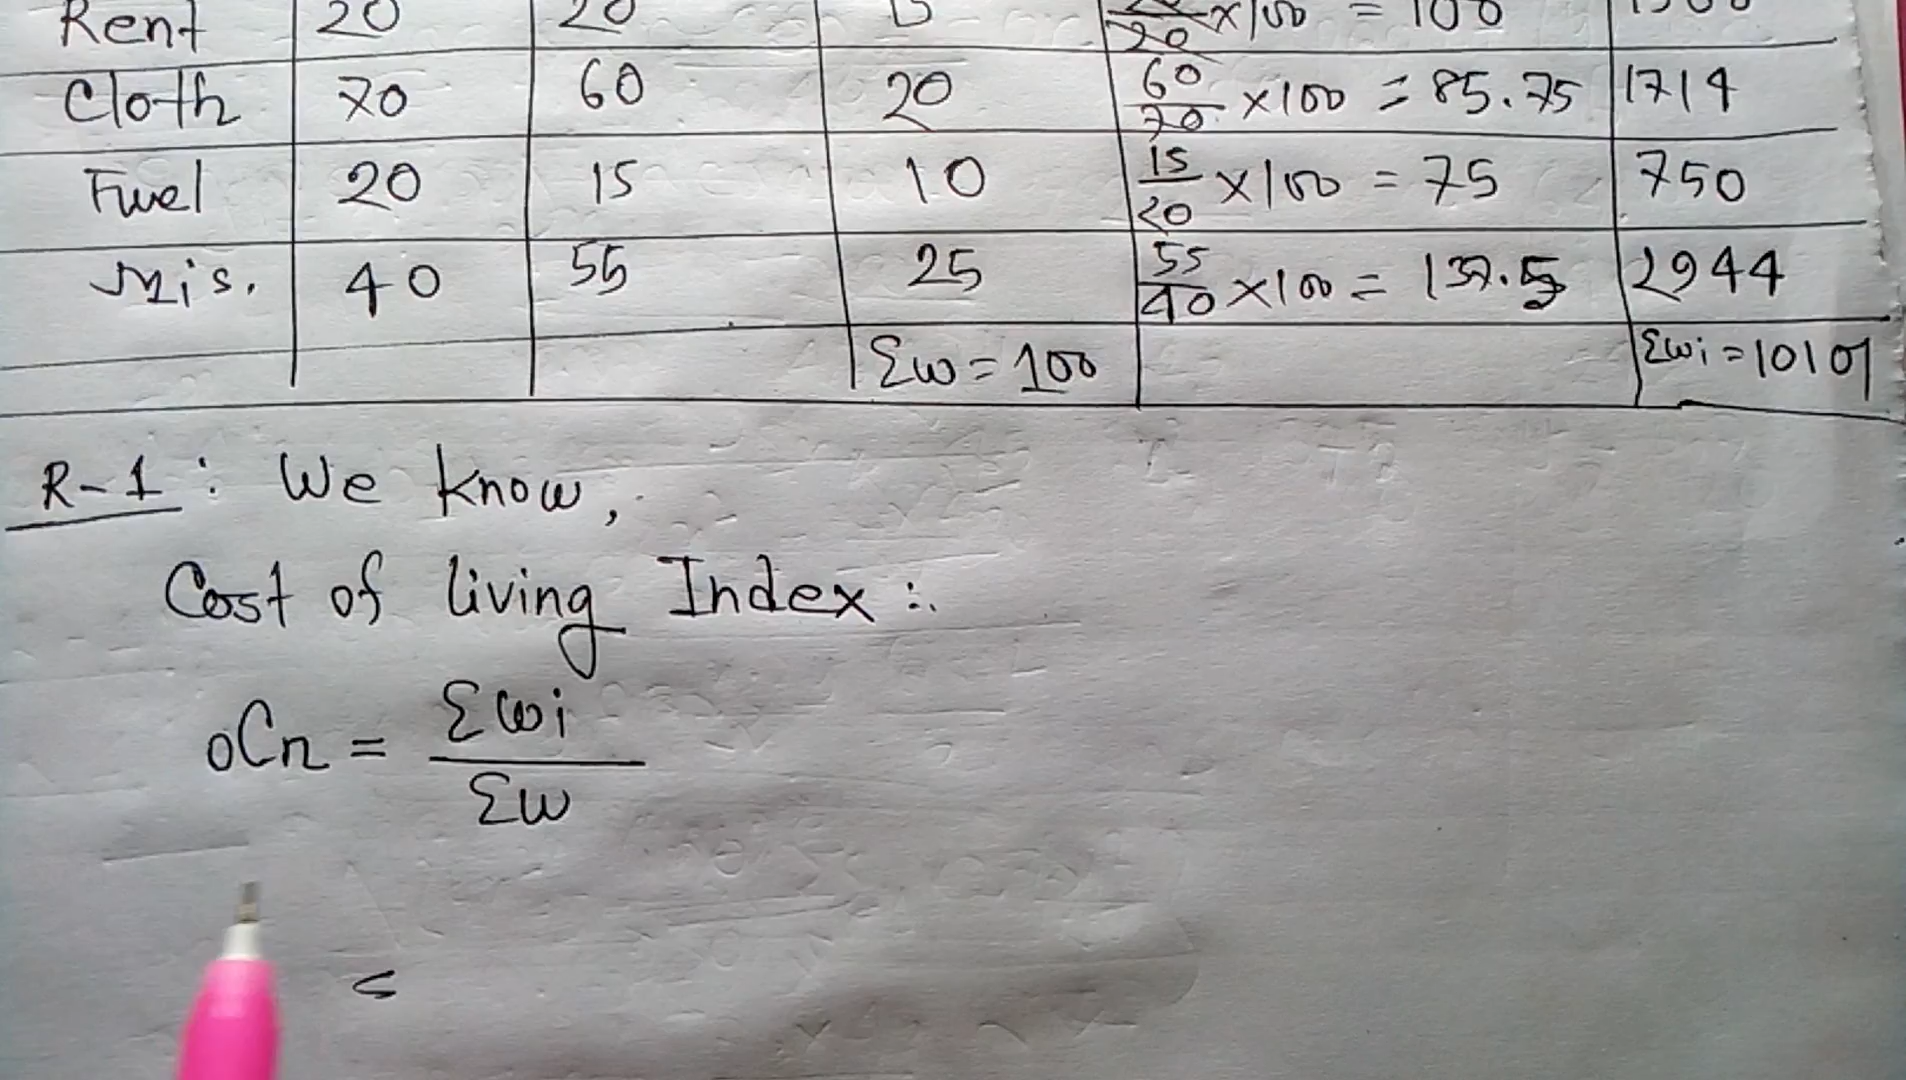 Rent 20 20 20/20 ×100 = 100
Cloth 70 60 20 60/70 ×100 = 85.75 1714
Fuel 20 15 10 15/20 ×100 = 75 750
Mis. 40 55 25 55/40 ×100 = 137.5 2944
Σw = 100 Σwi = 10107
R-1: We know,
Cost of living Index :.
oCn = Σwi / Σw
=